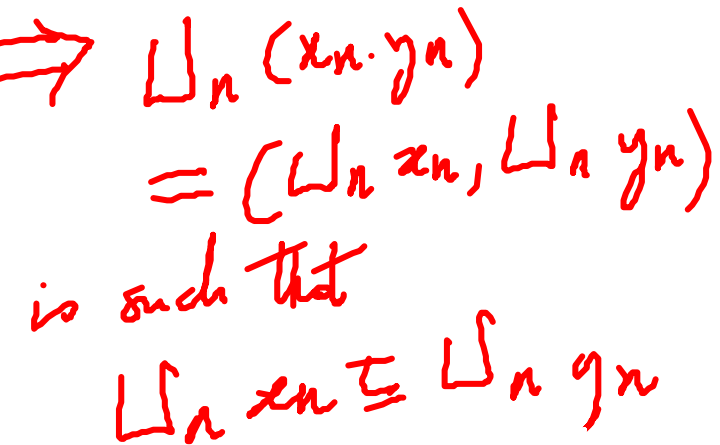 ⇒ ⊔n (xn.yn)
= (⊔n xn, ⊔n yn)
is such that
⊔n xn ⊑ ⊔n yn